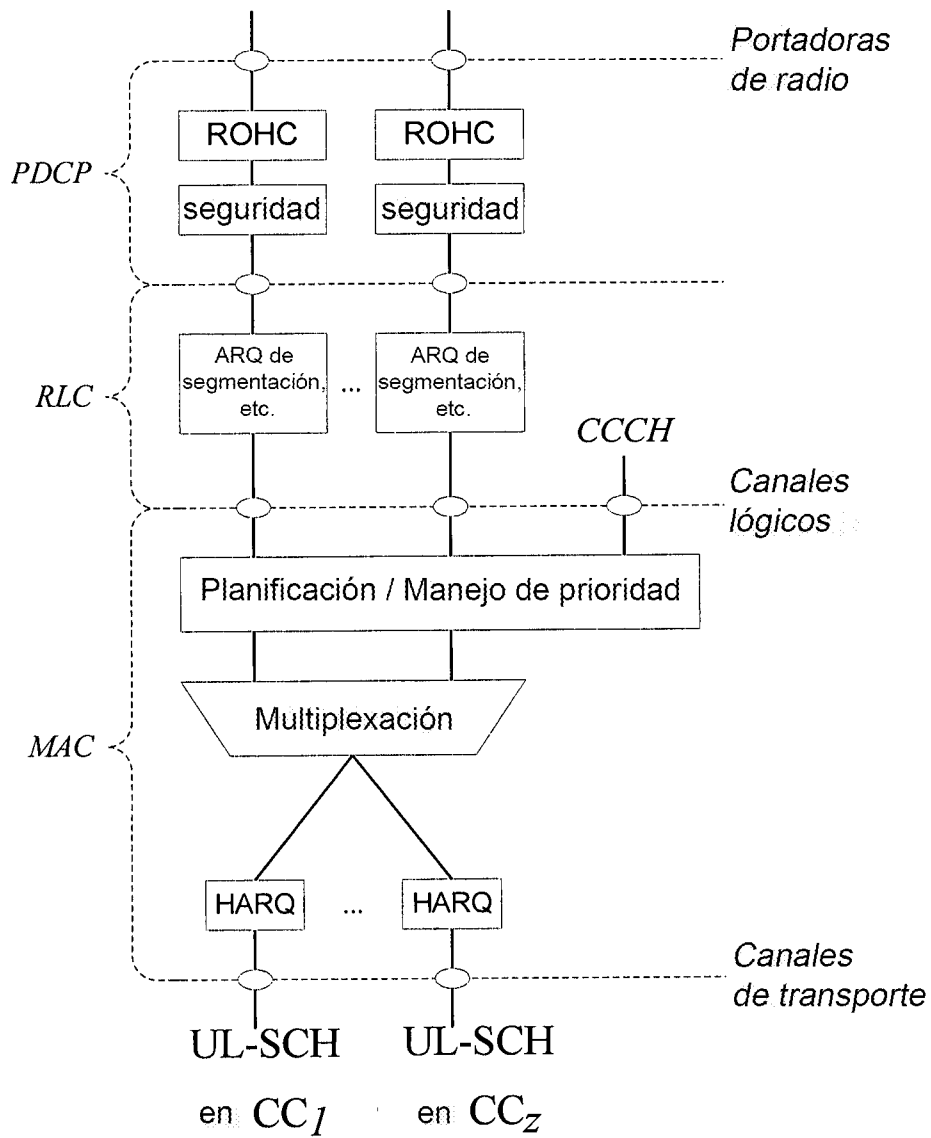 Portadoras
de radio
ROHC
ROHC
PDCP
seguridad
seguridad
ARQ de
segmentación,
etc.
...
ARQ de
segmentación,
etc.
RLC
CCCH
Canales
lógicos
Planificación / Manejo de prioridad
Multiplexación
MAC
HARQ
...
HARQ
Canales
de transporte
UL-SCH
UL-SCH
en CC1
en CCz